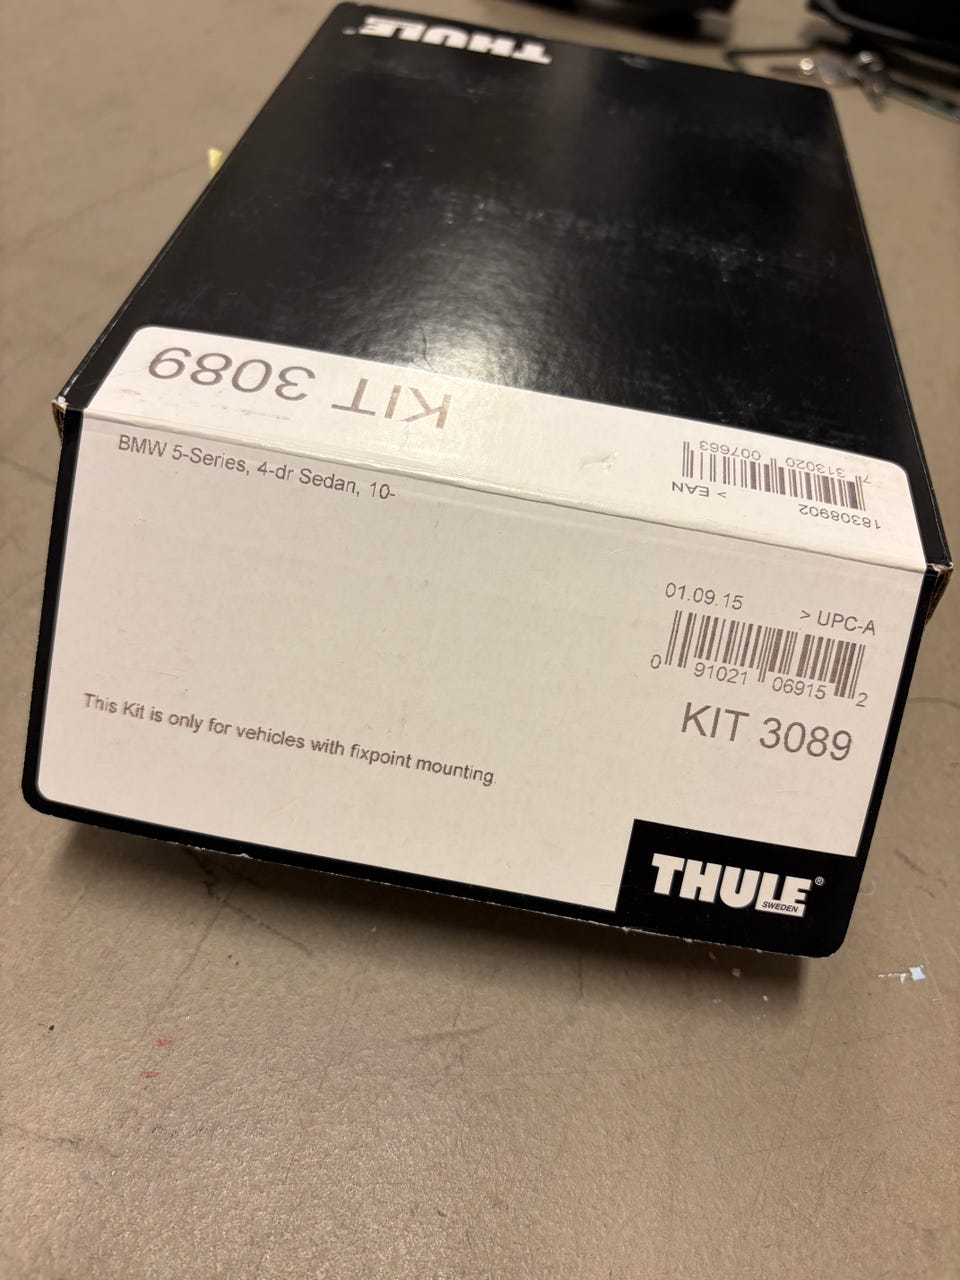 THULE®
KIT 3089
> EAN
7 313020 007663
18308902
BMW 5-Series, 4-dr Sedan, 10-
01.09.15 > UPC-A
0 91021 06915 2
KIT 3089
This Kit is only for vehicles with fixpoint mounting.
THULE®
SWEDEN